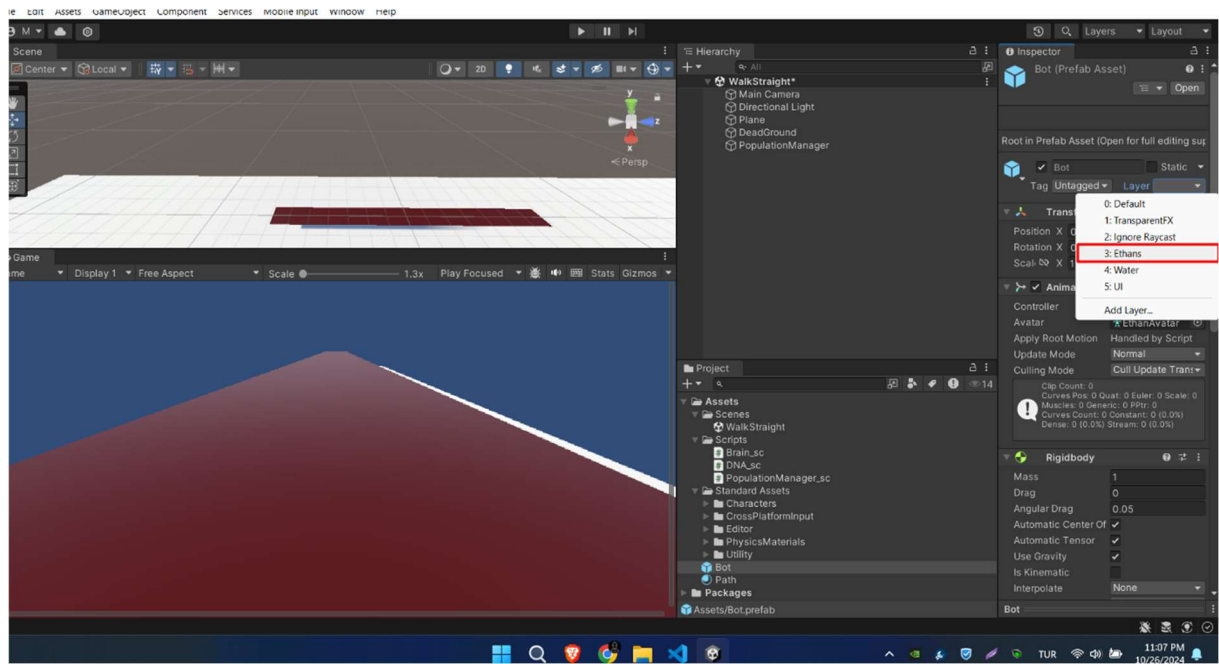 Edit Assets GameObject Component Services Mobile Input Window Help
M
Layers Layout
Scene
Center Local 2D
y
z
x
Persp
Game
Display 1 Free Aspect Scale 1.3x Play Focused Stats Gizmos
Hierarchy
All
WalkStraight*
Main Camera
Directional Light
Plane
DeadGround
PopulationManager
Project
14
Assets
Scenes
WalkStraight
Scripts
Brain_sc
DNA_sc
PopulationManager_sc
Standard Assets
Characters
CrossPlatformInput
Editor
PhysicsMaterials
Utility
Bot
Path
Packages
Assets/Bot.prefab
Inspector
Bot (Prefab Asset)
Open
Root in Prefab Asset (Open for full editing sup
Bot Static
Tag Untagged Layer
0: Default
1: TransparentFX
2: Ignore Raycast
3: Ethans
4: Water
5: UI
Add Layer...
Transf
Position X 0
Rotation X 0
Scal X 1
Anima
Controller
Avatar EthanAvatar
Apply Root Motion Handled by Script
Update Mode Normal
Culling Mode Cull Update Trans
Clip Count: 0
Curves Pos: 0 Quat: 0 Euler: 0 Scale: 0
Muscles: 0 Generic: 0 PPtr: 0
Curves Count: 0 Constant: 0 (0.0%)
Dense: 0 (0.0%) Stream: 0 (0.0%)
Rigidbody
Mass 1
Drag 0
Angular Drag 0.05
Automatic Center Of
Automatic Tensor
Use Gravity
Is Kinematic
Interpolate None
Bot
TUR
11:07 PM
10/26/2024